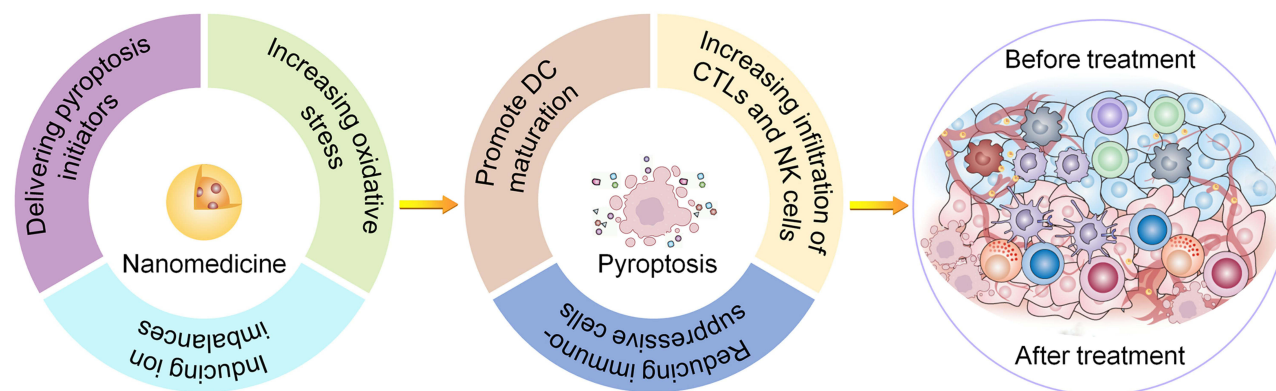 Delivering pyroptosis
initiators
Increasing oxidative
stress
Nanomedicine
Inducing ion
imbalances
Promote DC
maturation
Increasing infiltration of
CTLs and NK cells
Pyroptosis
Reducing immuno-
suppressive cells
Before treatment
After treatment